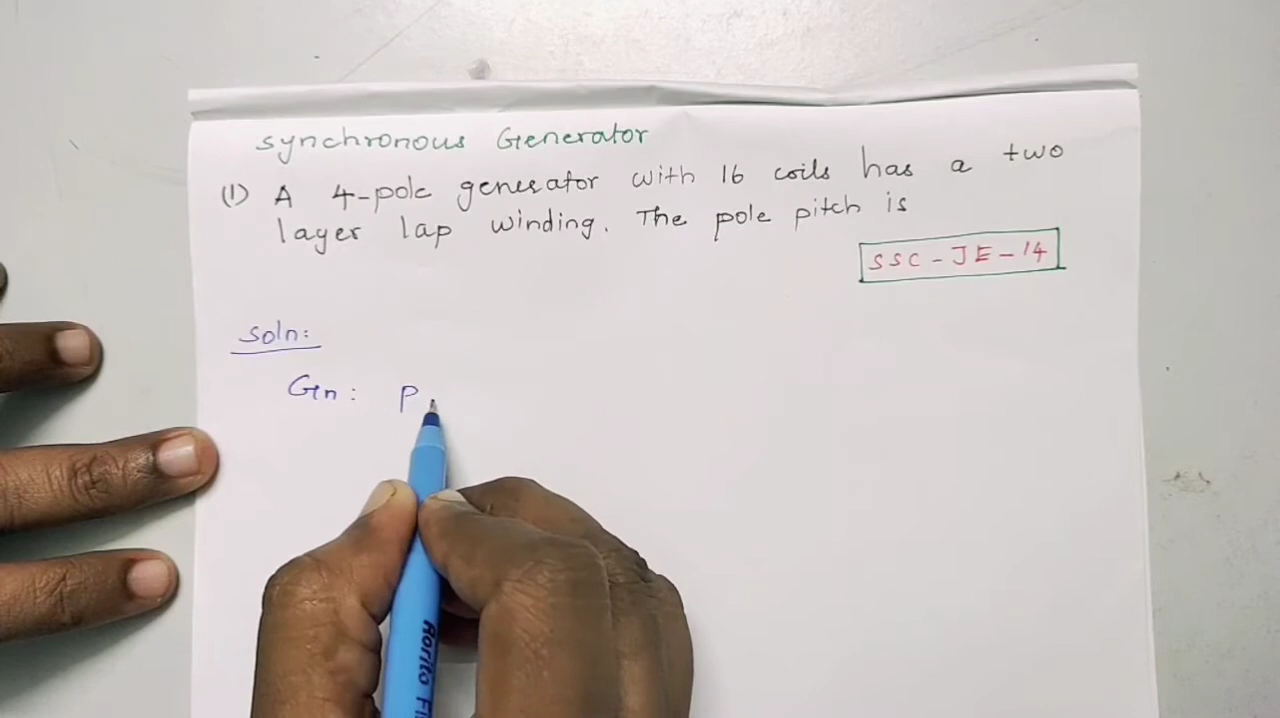 Synchronous Generator
(1) A 4-pole generator with 16 coils has a two
layer lap winding. The pole pitch is
SSC-JE-14
Soln:
Gn: P
Rorito